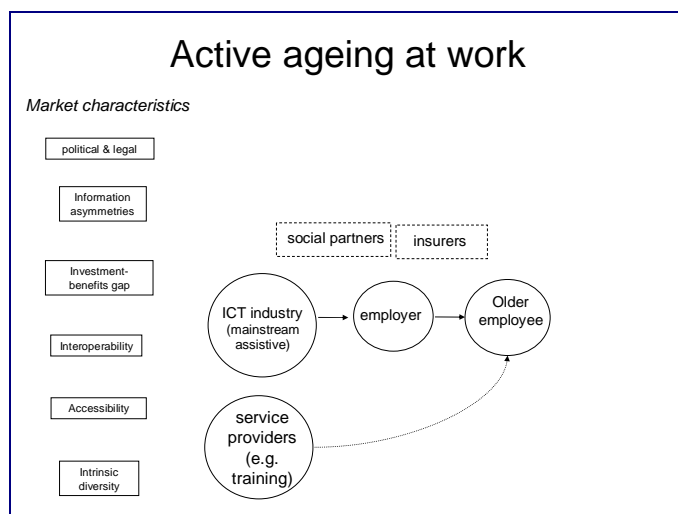 Active ageing at work
Market characteristics
political & legal
Information
asymmetries
Investment-
benefits gap
Interoperability
Accessibility
Intrinsic
diversity
social partners
insurers
ICT industry
(mainstream
assistive)
employer
Older
employee
service
providers
(e.g.
training)